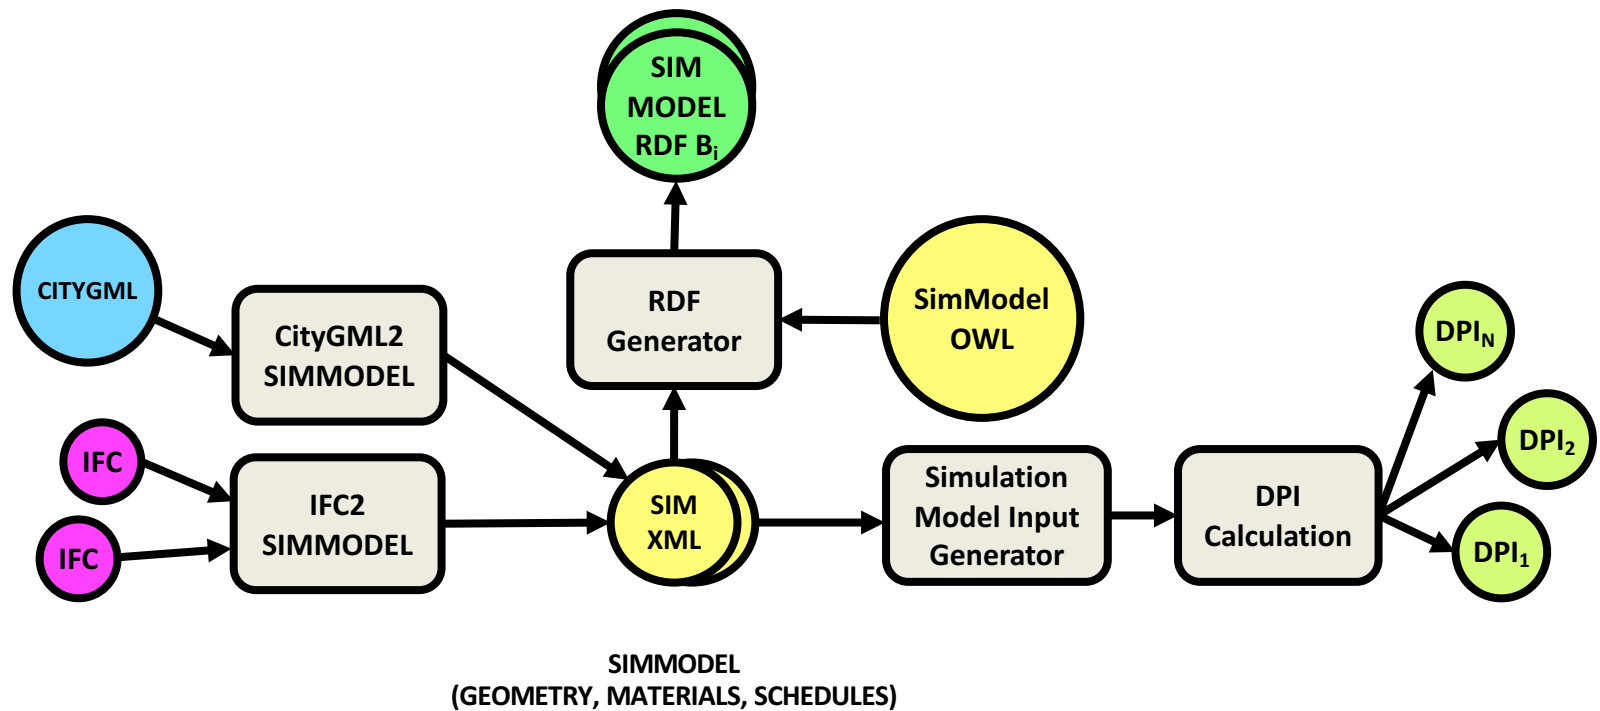 SIM
MODEL
RDF Bi
CITYGML
CityGML2
SIMMODEL
RDF
Generator
SimModel
OWL
IFC
IFC
IFC2
SIMMODEL
SIM
XML
Simulation
Model Input
Generator
DPI
Calculation
DPIN
DPI2
DPI1
SIMMODEL
(GEOMETRY, MATERIALS, SCHEDULES)